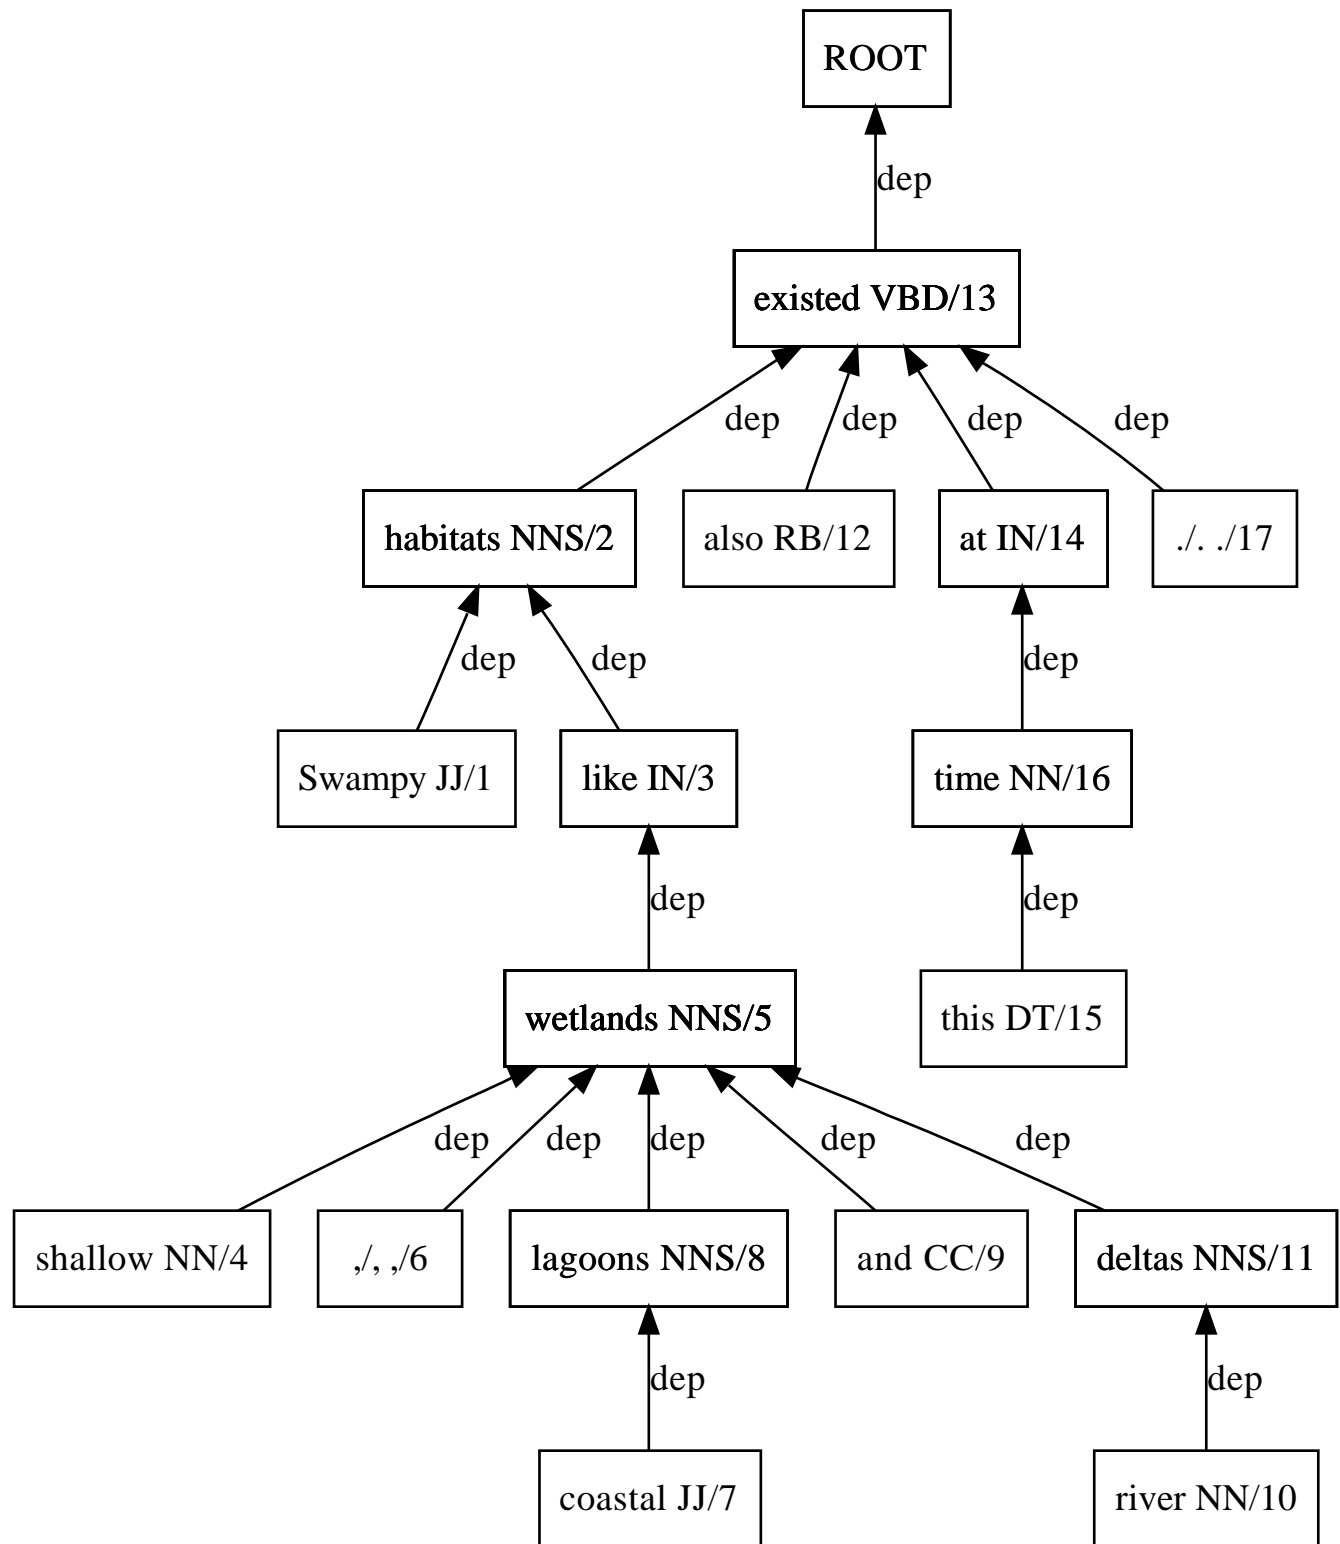 ROOT
dep
existed VBD/13
dep dep dep dep
habitats NNS/2 also RB/12 at IN/14 ./. ./17
dep dep dep
Swampy JJ/1 like IN/3 time NN/16
dep dep
wetlands NNS/5 this DT/15
dep dep dep dep dep
shallow NN/4 ,/, ,/6 lagoons NNS/8 and CC/9 deltas NNS/11
dep dep
coastal JJ/7 river NN/10